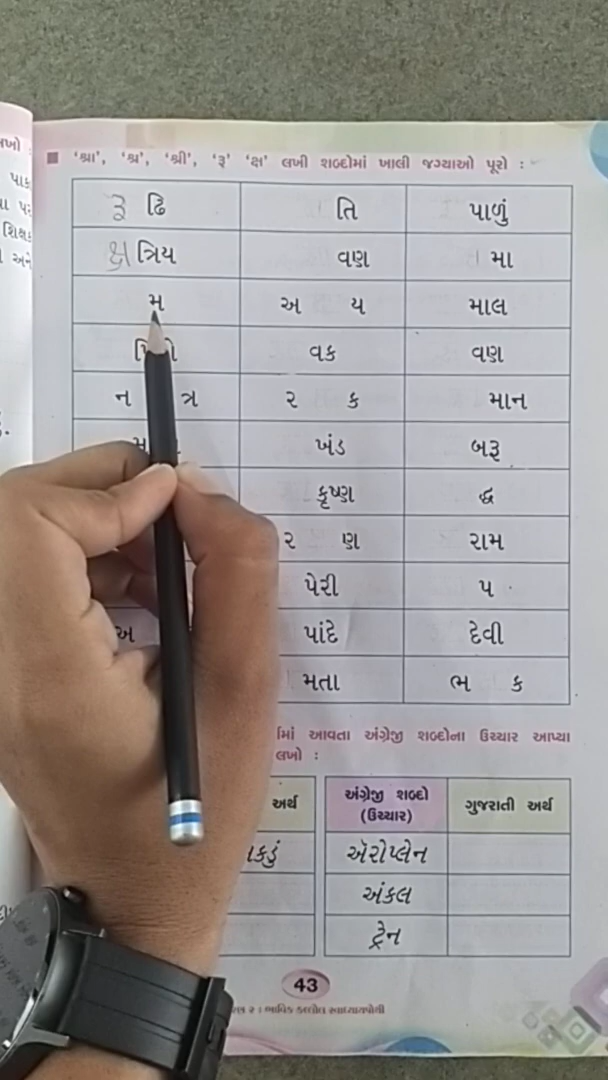 'શ્રા', 'શ્ર', 'શ્રી', 'રૂ' 'ક્ષ' લખી શબ્દોમાં ખાલી જગ્યાઓ પૂરો :
રૂ ઢિ તિ પાળું
ક્ષ ત્રિય વણ મા
મ અ ય માલ
વક વણ
ન ત્ર ર ક માન
ખંડ બરૂ
કૃષ્ણ દ્ધ
ર ણ રામ
પેરી પ
અ પાંદે દેવી
મતા ભ ક
માં આવતા અંગ્રેજી શબ્દોના ઉચ્ચાર આપ્યા
લખો :
અર્થ અંગ્રેજી શબ્દો (ઉચ્ચાર) ગુજરાતી અર્થ
ઍરોપ્લેન
અંકલ
ટ્રેન
43